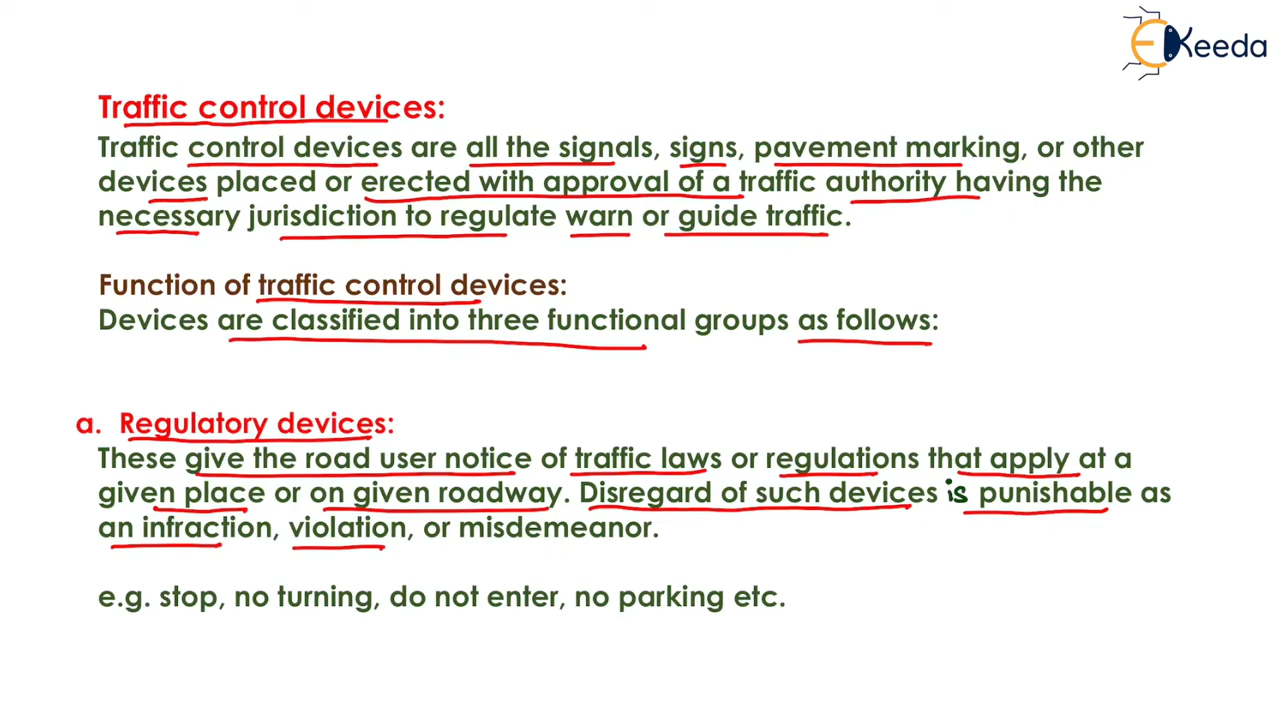 EKeeda
Traffic control devices:
Traffic control devices are all the signals, signs, pavement marking, or other
devices placed or erected with approval of a traffic authority having the
necessary jurisdiction to regulate warn or guide traffic.
Function of traffic control devices:
Devices are classified into three functional groups as follows:
a. Regulatory devices:
These give the road user notice of traffic laws or regulations that apply at a
given place or on given roadway. Disregard of such devices is punishable as
an infraction, violation, or misdemeanor.
e.g. stop, no turning, do not enter, no parking etc.